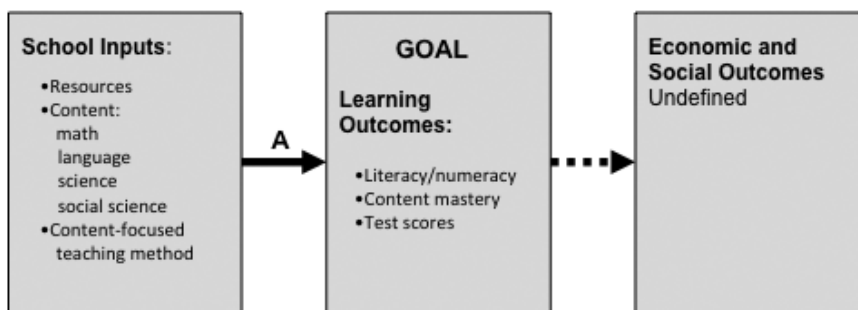 School Inputs:
•Resources
•Content:
math
language
science
social science
•Content-focused
teaching method
A
GOAL
Learning
Outcomes:
•Literacy/numeracy
•Content mastery
•Test scores
Economic and
Social Outcomes
Undefined